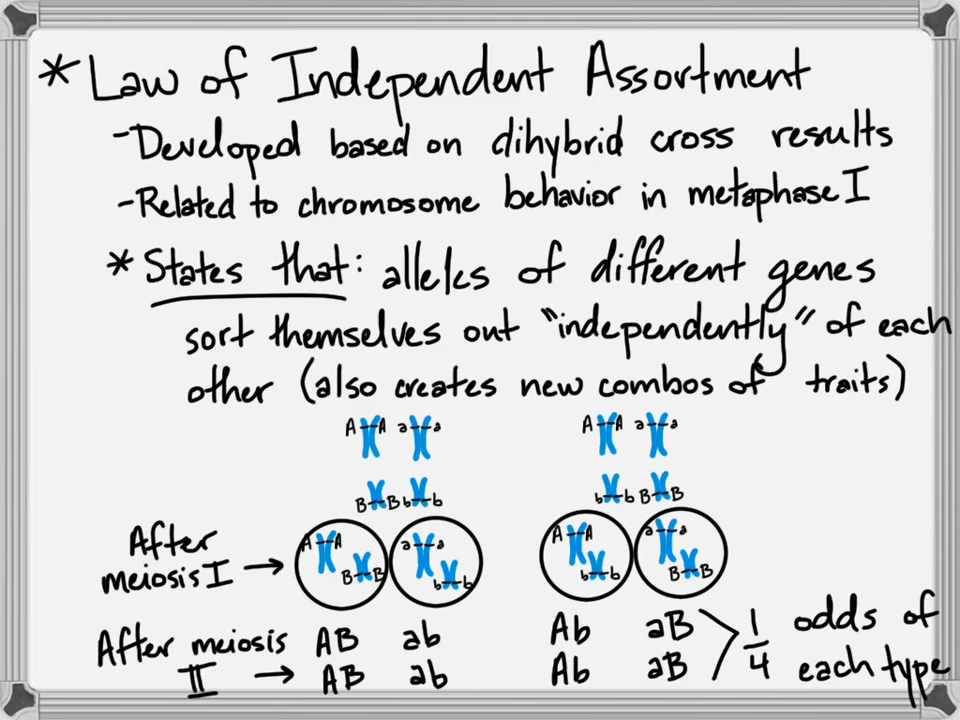 * Law of Independent Assortment
- Developed based on dihybrid cross results
- Related to chromosome behavior in metaphase I
* States that: alleles of different genes
sort themselves out "independently" of each
other (also creates new combos of traits)
A A a a A A a a
B B b b b b B B
After
meiosis I →
A A a a A A a a
B B b b b b B B
After meiosis AB ab Ab aB 1/4 odds of
II → AB ab Ab aB each type